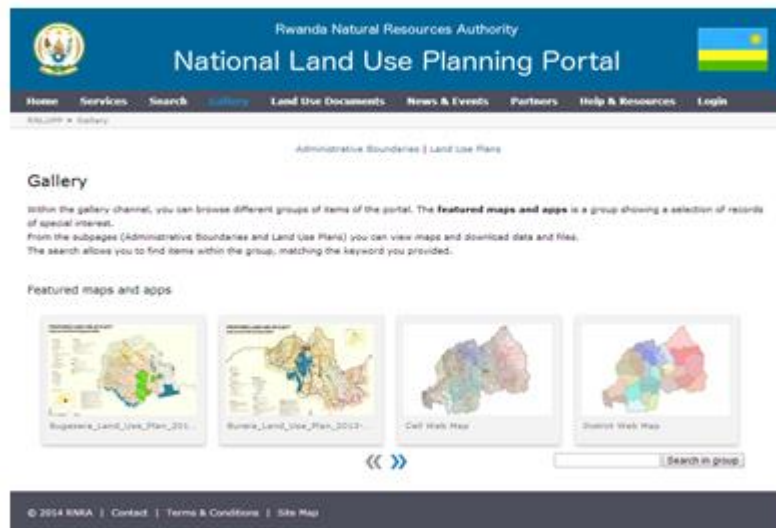 Rwanda Natural Resources Authority
National Land Use Planning Portal
Home Services Search Gallery Land Use Documents News & Events Partners Help & Resources Login
RNLUPP » Gallery
Administrative Boundaries | Land Use Plans
Gallery
Within the gallery channel, you can browse different groups of items of the portal. The featured maps and apps is a group showing a selection of records
of special interest.
From the subpages (Administrative Boundaries and Land Use Plans) you can view maps and download data and files.
The search allows you to find items within the group, matching the keyword you provided.
Featured maps and apps
Bugesera_Land_Use_Plan_201... Burera_Land_Use_Plan_2013-... Cell Web Map District Web Map
Search in group
© 2014 RNRA | Contact | Terms & Conditions | Site Map